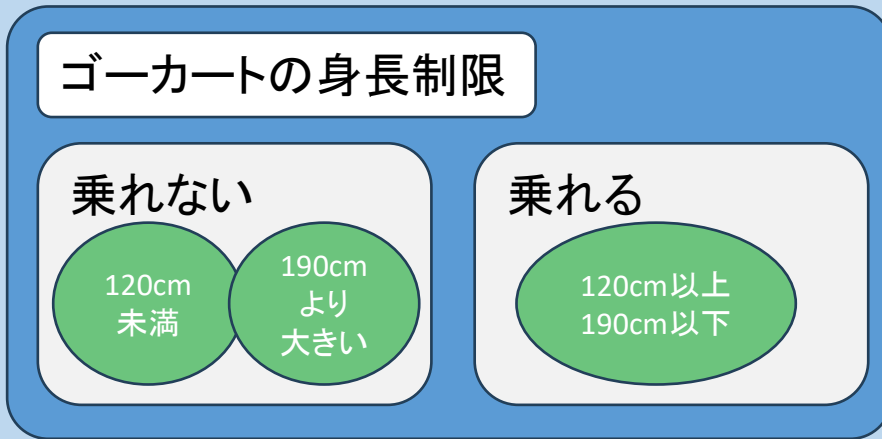 ゴーカートの身長制限
乗れない
120cm
未満
190cm
より
大きい
乗れる
120cm以上
190cm以下